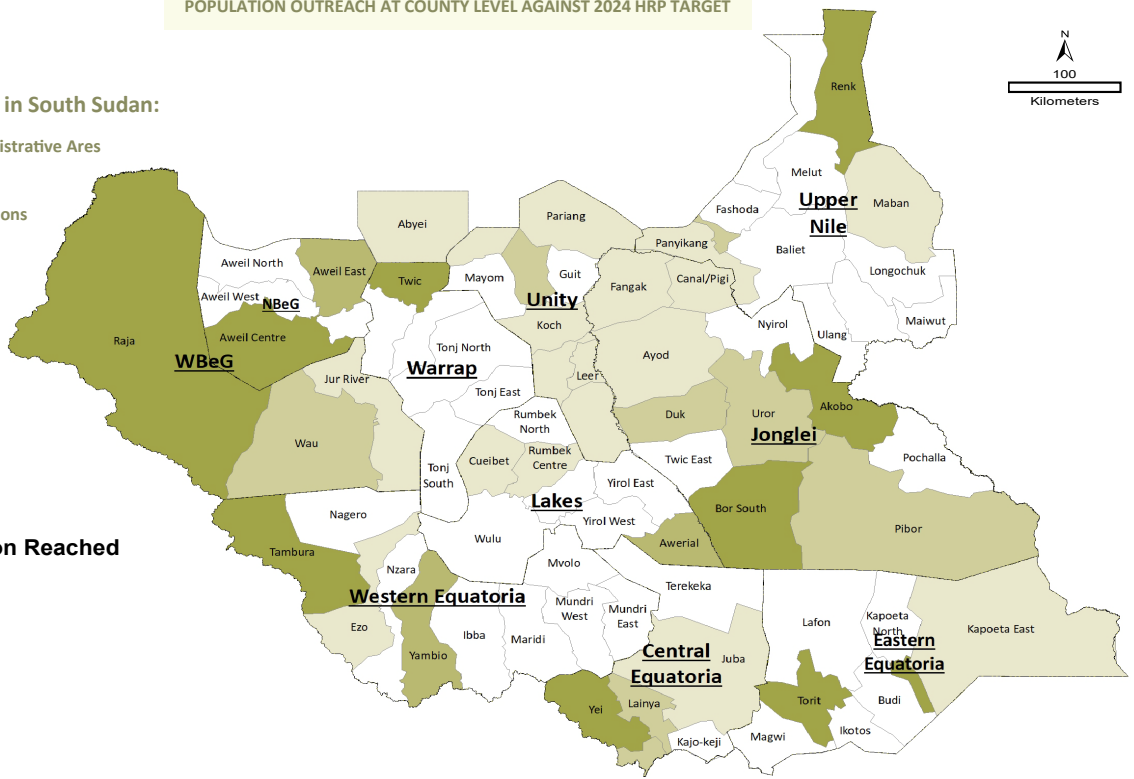 POPULATION OUTREACH AT COUNTY LEVEL AGAINST 2024 HRP TARGET
N
100
Kilometers
in South Sudan:
istrative Ares
ons
on Reached
Renk
Melut
Upper
Nile
Maban
Fashoda
Baliet
Longochuk
Maiwut
Ulang
Nyirol
Panyikang
Canal/Pigi
Fangak
Pariang
Abyei
Aweil North
Aweil East
Aweil West
NBeG
Aweil Centre
Twic
Mayom
Guit
Unity
Koch
Leer
Raja
WBeG
Jur River
Wau
Warrap
Tonj North
Tonj East
Tonj
South
Rumbek
North
Cueibet
Rumbek
Centre
Lakes
Yirol East
Yirol West
Wulu
Awerial
Ayod
Duk
Uror
Jonglei
Akobo
Twic East
Pochalla
Bor South
Pibor
Nagero
Tambura
Nzara
Western Equatoria
Ezo
Yambio
Ibba
Maridi
Mvolo
Mundri
West
Mundri
East
Terekeka
Central
Equatoria
Juba
Yei
Lainya
Kajo-keji
Lafon
Kapoeta
North
Eastern
Equatoria
Kapoeta East
Torit
Budi
Magwi
Ikotos